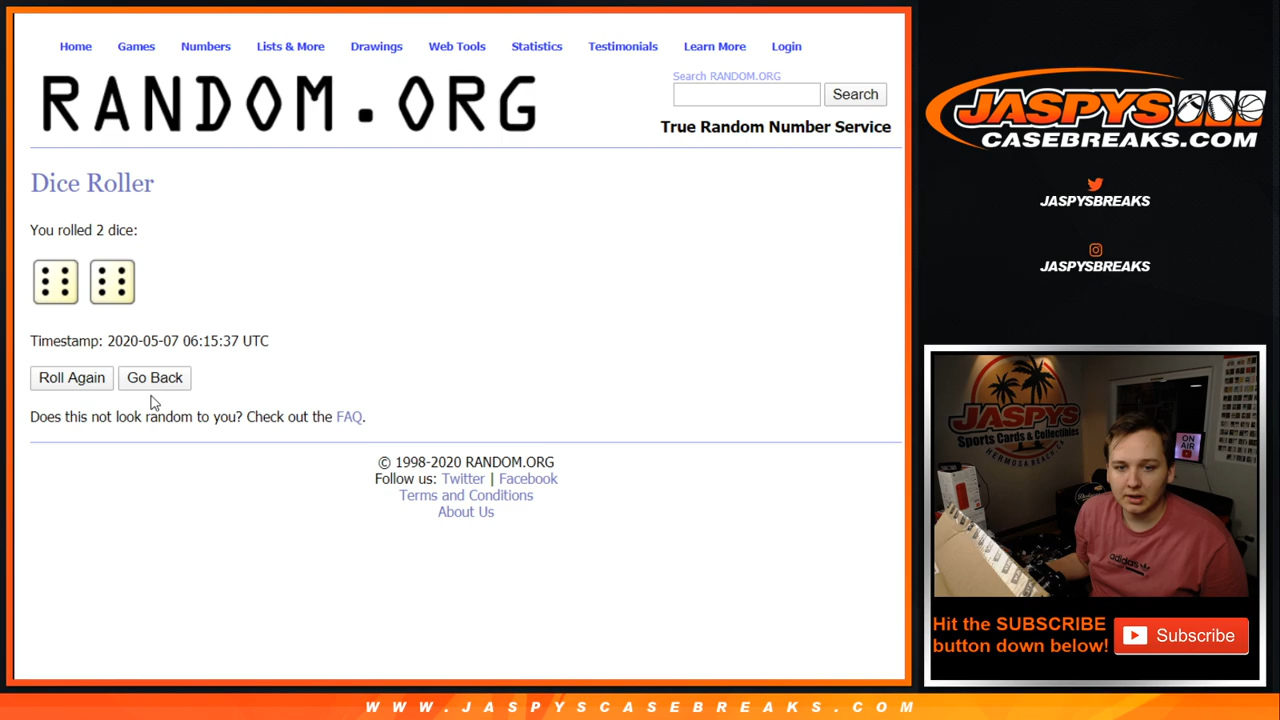 Home Games Numbers Lists & More Drawings Web Tools Statistics Testimonials Learn More Login
RANDOM.ORG
Search RANDOM.ORG
Search
True Random Number Service
Dice Roller
You rolled 2 dice:
Timestamp: 2020-05-07 06:15:37 UTC
Roll Again Go Back
Does this not look random to you? Check out the FAQ.
© 1998-2020 RANDOM.ORG
Follow us: Twitter | Facebook
Terms and Conditions
About Us
JASPYS
CASEBREAKS.COM
JASPYSBREAKS
JASPYSBREAKS
JASPYS
Sports Cards & Collectibles
HERMOSA BEACH, CA
ON
AIR
adidas
Hit the SUBSCRIBE
button down below!
Subscribe
WWW.JASPYSCASEBREAKS.COM